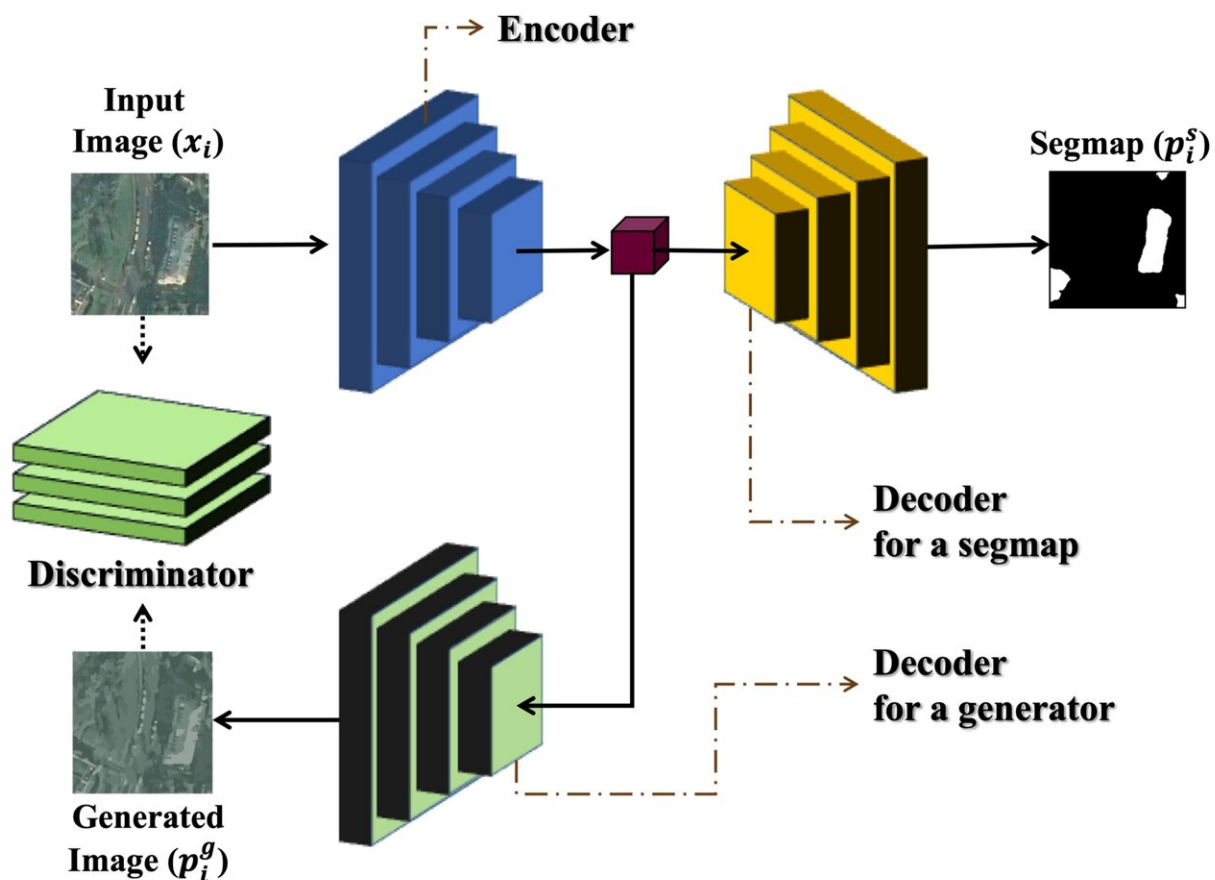 Encoder
Input
Image (xᵢ)
Segmap (pᵢˢ)
Decoder
for a segmap
Discriminator
Decoder
for a generator
Generated
Image (pᵢᵍ)